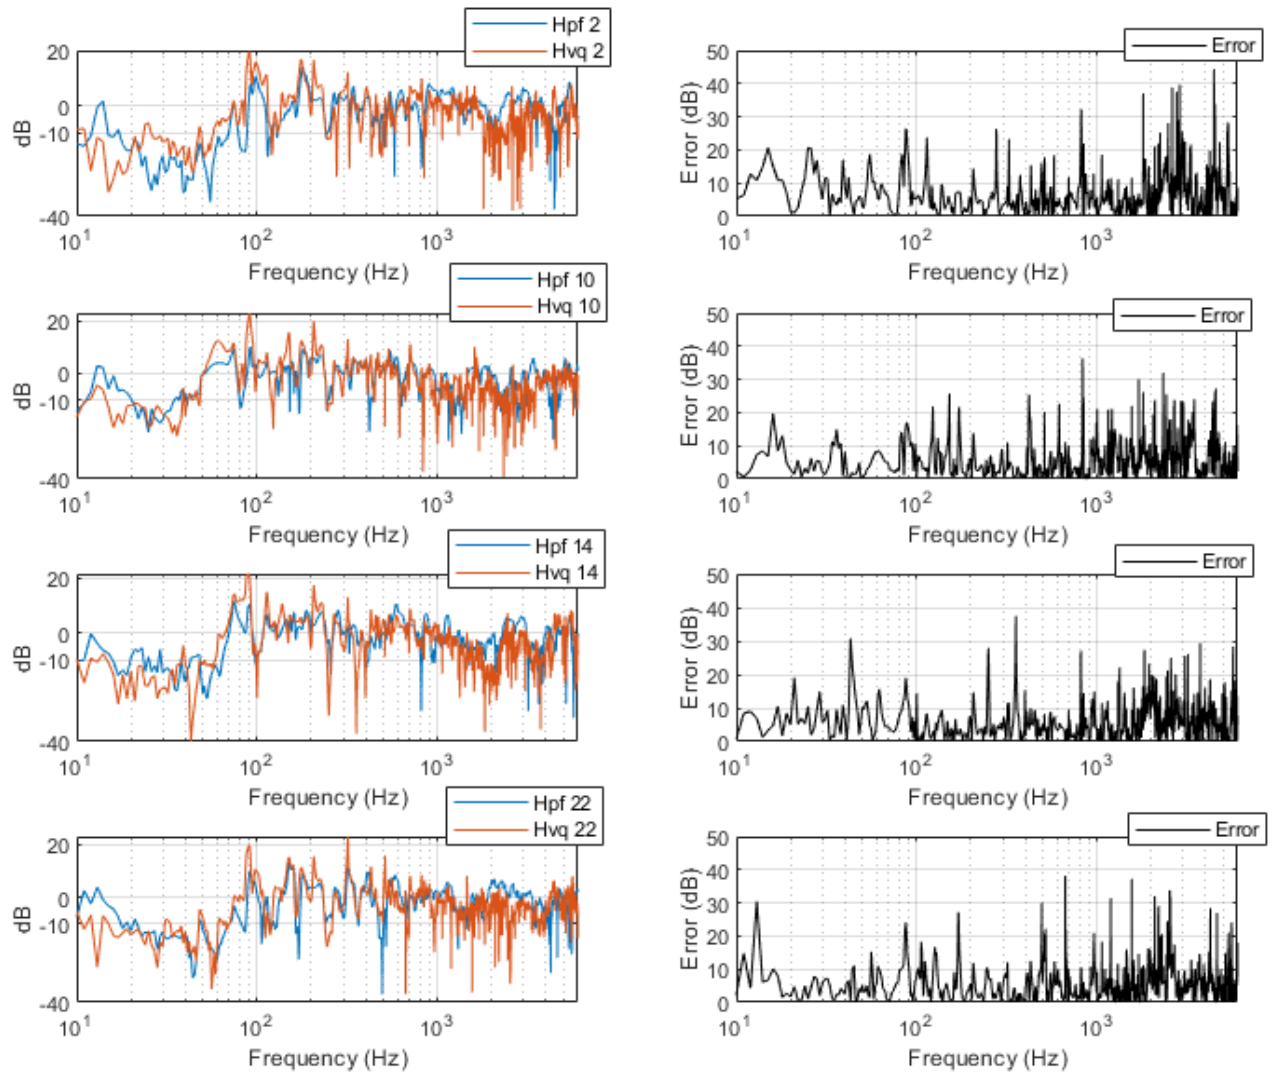 Hpf 2
Hvq 2
20
0
-10
-40
dB
10^1
10^2
10^3
Frequency (Hz)
Error
50
40
30
20
10
0
Error (dB)
10^1
10^2
10^3
Frequency (Hz)
Hpf 10
Hvq 10
20
0
-10
-40
dB
10^1
10^2
10^3
Frequency (Hz)
Error
50
40
30
20
10
0
Error (dB)
10^1
10^2
10^3
Frequency (Hz)
Hpf 14
Hvq 14
20
0
-10
-40
dB
10^1
10^2
10^3
Frequency (Hz)
Error
50
40
30
20
10
0
Error (dB)
10^1
10^2
10^3
Frequency (Hz)
Hpf 22
Hvq 22
20
0
-10
-40
dB
10^1
10^2
10^3
Frequency (Hz)
Error
50
40
30
20
10
0
Error (dB)
10^1
10^2
10^3
Frequency (Hz)